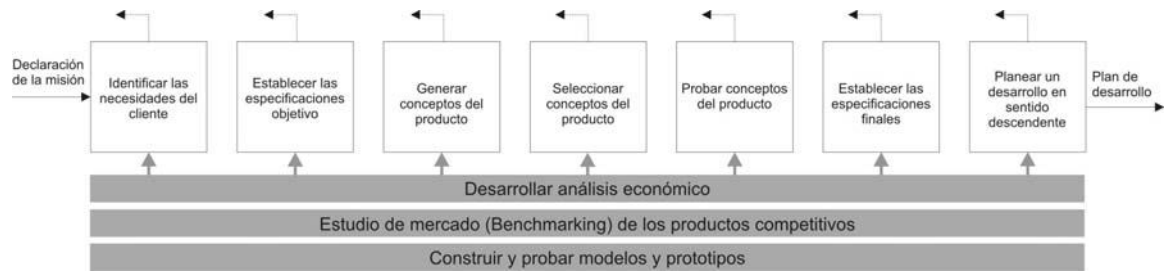 Declaración
de la misión
Identificar las
necesidades del
cliente
Establecer las
especificaciones
objetivo
Generar
conceptos del
producto
Seleccionar
conceptos del
producto
Probar conceptos
del producto
Establecer las
especificaciones
finales
Planear un
desarrollo en
sentido
descendente
Plan de
desarrollo
Desarrollar análisis económico
Estudio de mercado (Benchmarking) de los productos competitivos
Construir y probar modelos y prototipos